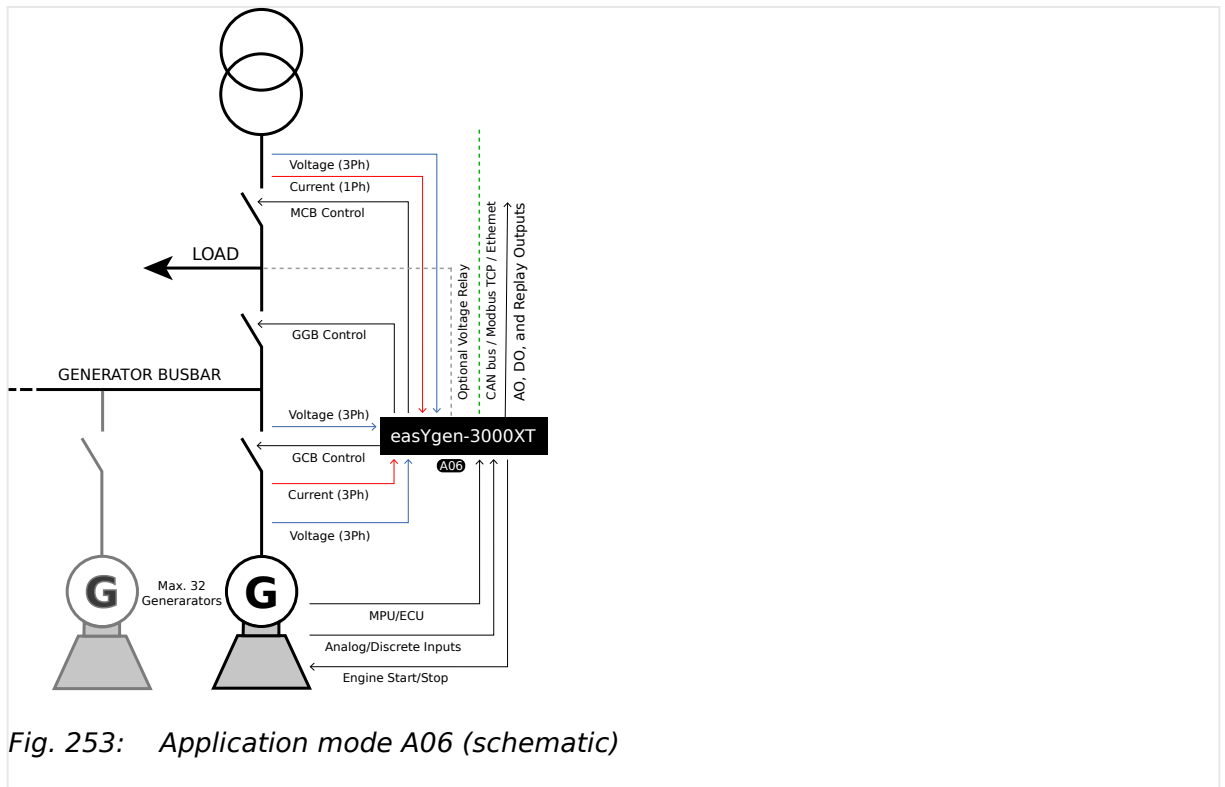 Voltage (3Ph)
Current (1Ph)
MCB Control
LOAD
GGB Control
Optional Voltage Relay
CAN bus / Modbus TCP / Ethernet
AO, DO, and Replay Outputs
GENERATOR BUSBAR
Voltage (3Ph)
easYgen-3000XT
GCB Control
A06
Current (3Ph)
Voltage (3Ph)
G
Max. 32
Generarators
G
MPU/ECU
Analog/Discrete Inputs
Engine Start/Stop
Fig. 253: Application mode A06 (schematic)